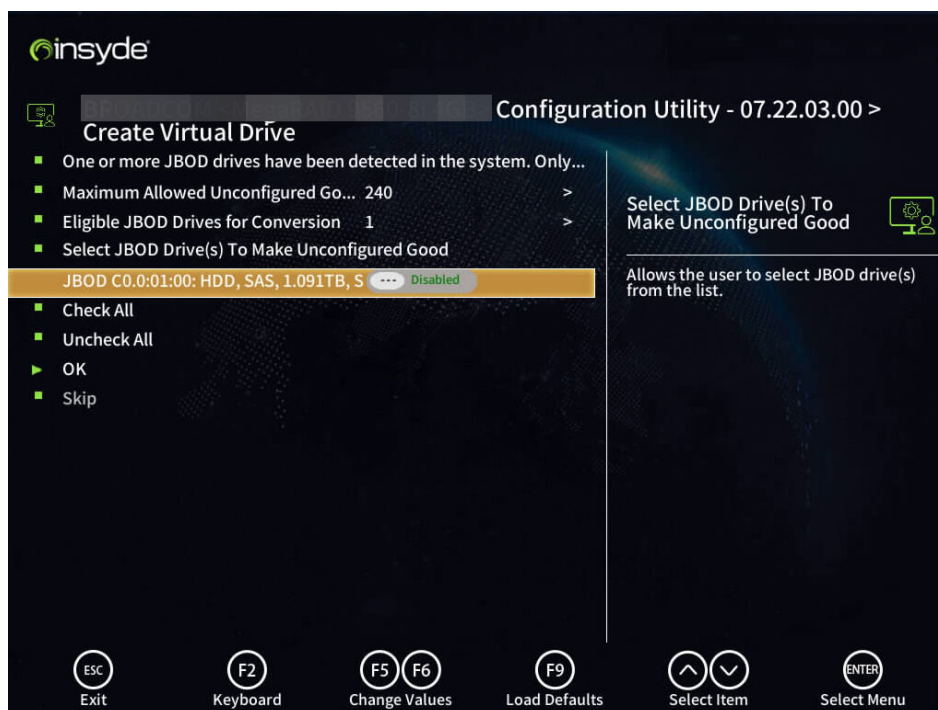 insyde
Configuration Utility - 07.22.03.00 >
Create Virtual Drive
One or more JBOD drives have been detected in the system. Only...
Maximum Allowed Unconfigured Go... 240 >
Eligible JBOD Drives for Conversion 1 >
Select JBOD Drive(s) To Make Unconfigured Good
JBOD C0.0:01:00: HDD, SAS, 1.091TB, S --- Disabled
Check All
Uncheck All
OK
Skip
Select JBOD Drive(s) To
Make Unconfigured Good
Allows the user to select JBOD drive(s)
from the list.
ESC F2 F5 F6 F9 ENTER
Exit Keyboard Change Values Load Defaults Select Item Select Menu